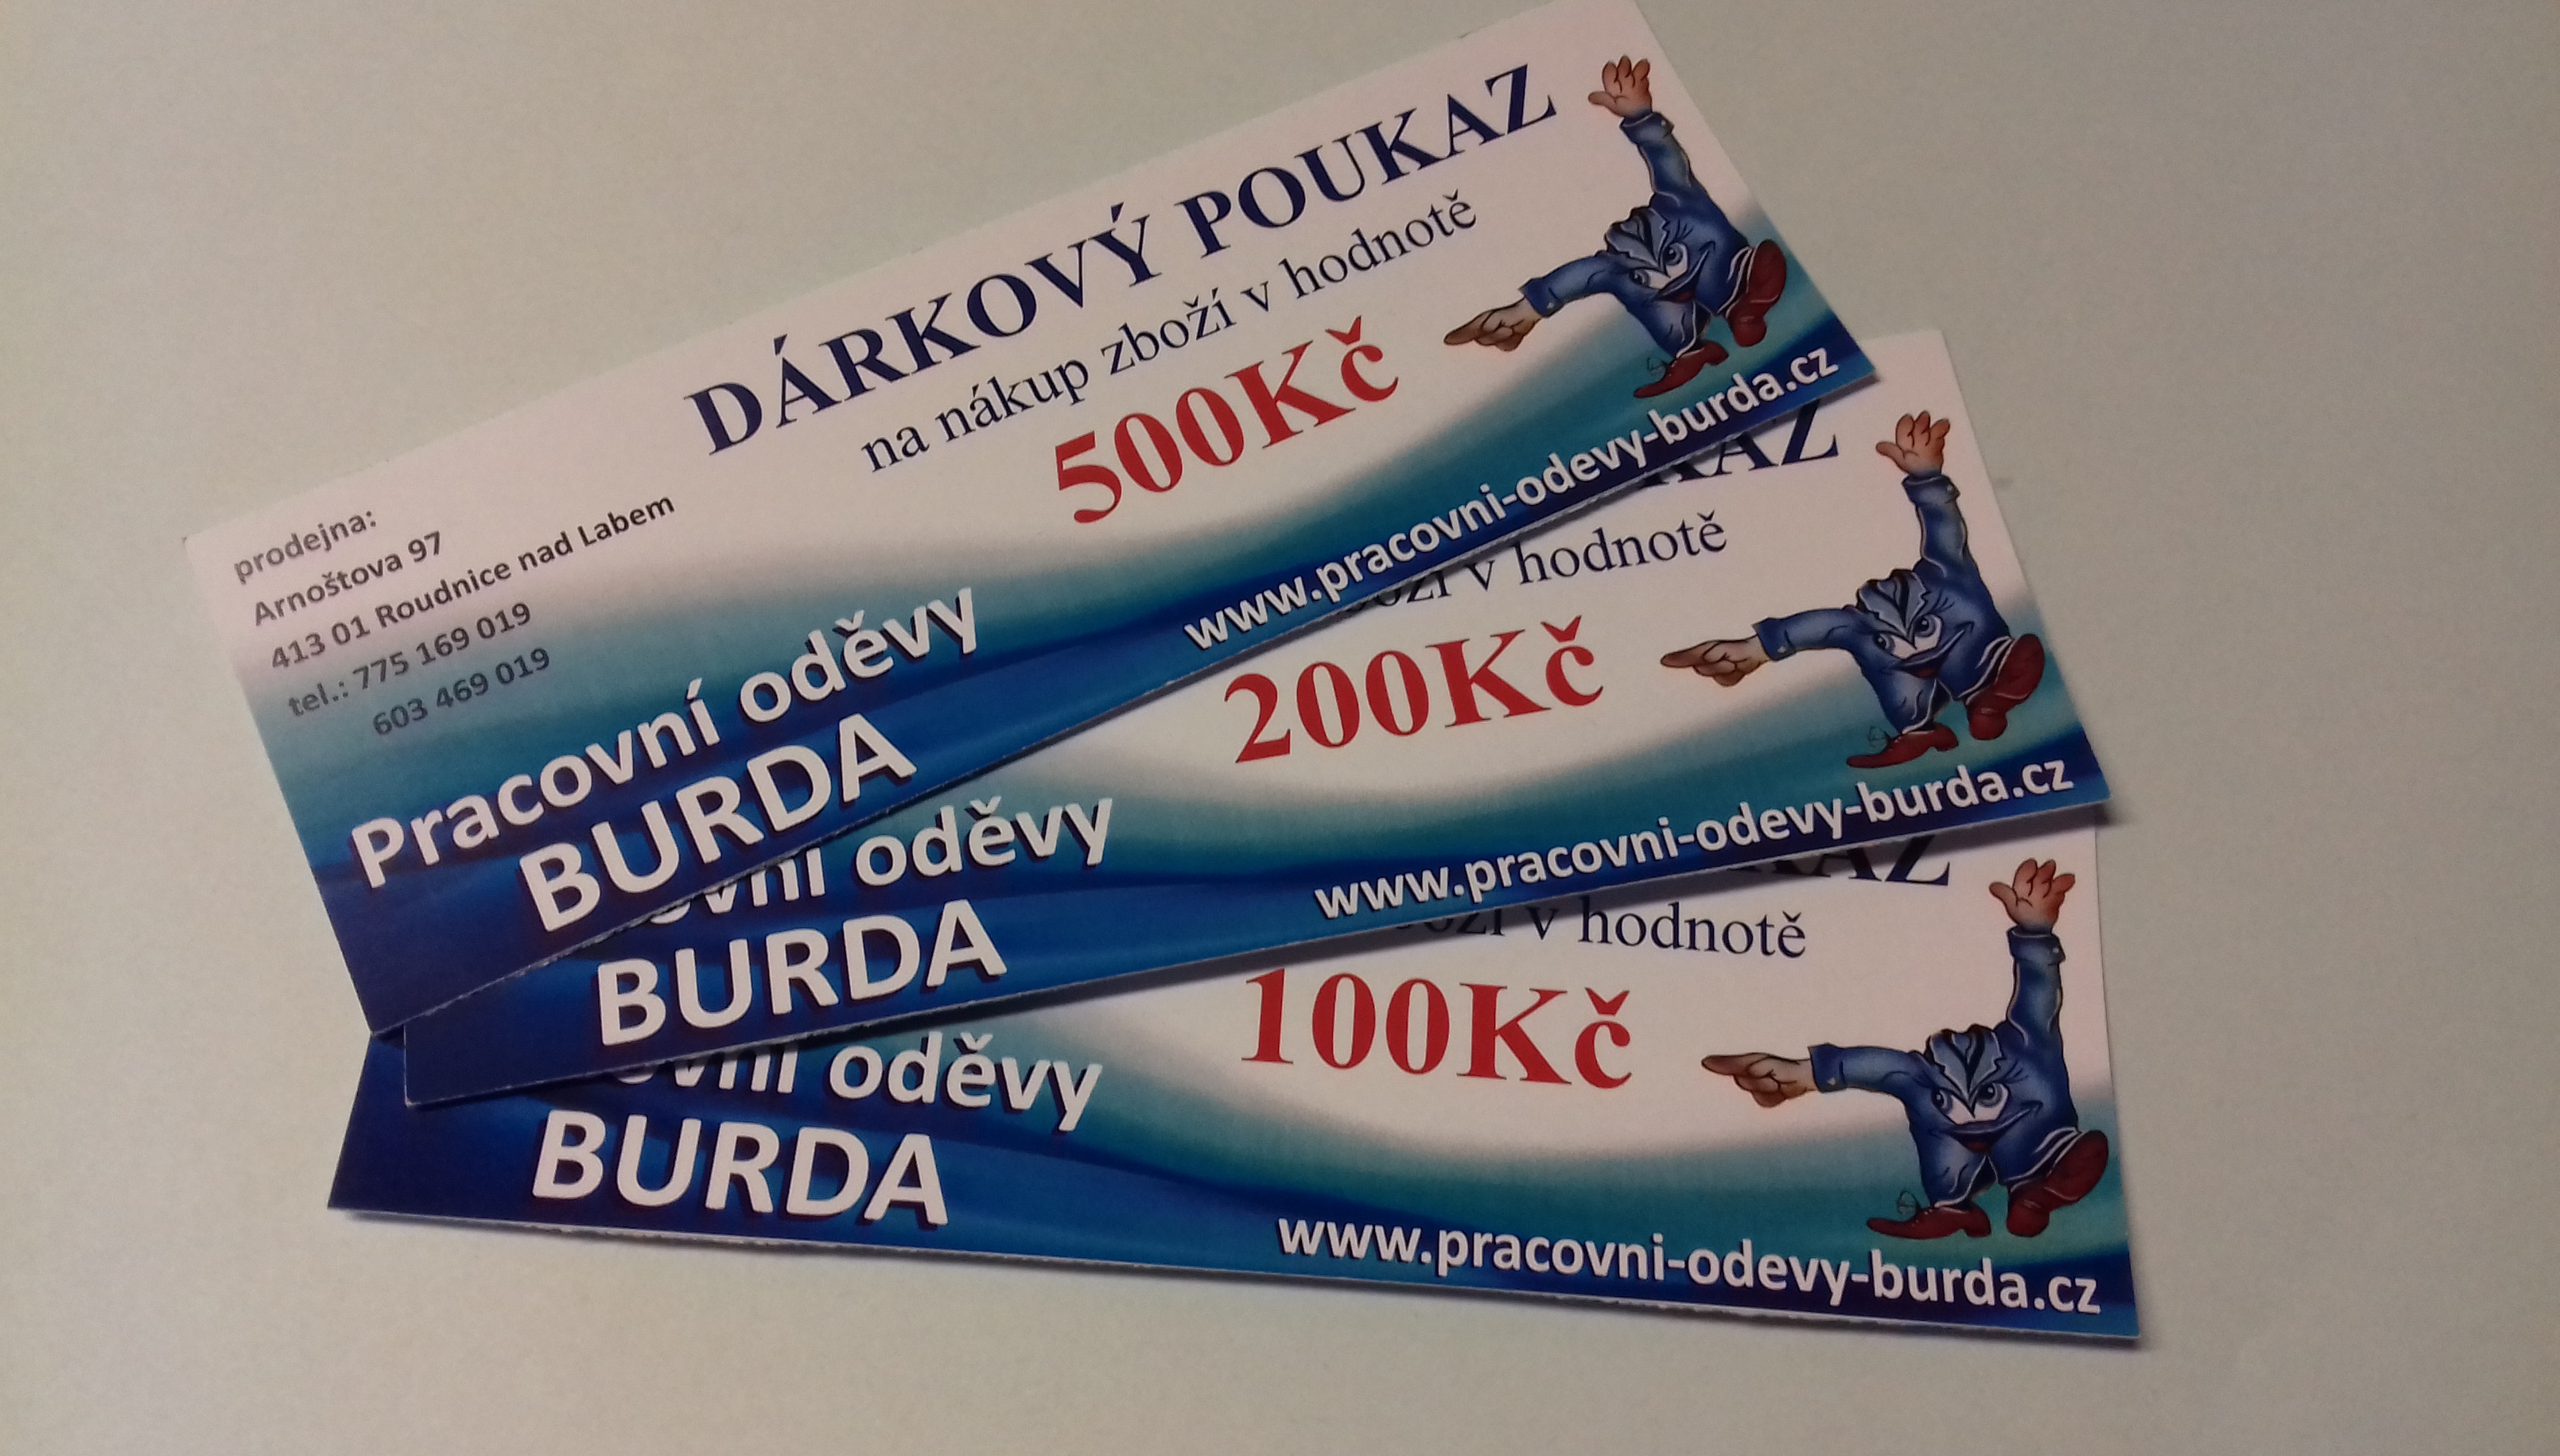 DÁRKOVÝ POUKAZ
na nákup zboží v hodnotě
500Kč
prodejna:
Arnoštova 97
413 01 Roudnice nad Labem
tel.: 775 169 019
603 469 019
Pracovní oděvy
BURDA
www.pracovni-odevy-burda.cz
v hodnotě
200Kč
oděvy
BURDA
www.pracovni-odevy-burda.cz
v hodnotě
100Kč
oděvy
BURDA
www.pracovni-odevy-burda.cz